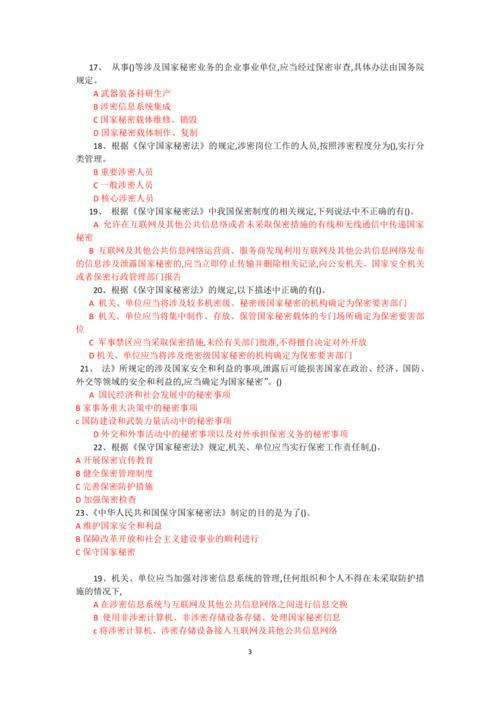 17、 从事()等涉及国家秘密业务的企业事业单位,应当经过保密审查,具体办法由国务院
规定。
A 武器装备科研生产
B 涉密信息系统集成
C 国家秘密载体维修、销毁
D 国家秘密载体制作、复制
18、根据《保守国家秘密法》的规定,涉密岗位工作的人员,按照涉密程度分为(),实行分
类管理。
B 重要涉密人员
C 一般涉密人员
D 核心涉密人员
19、 根据《保守国家秘密法》中我国保密制度的相关规定,下列说法中不正确的有()。
A 允许在互联网及其他公共信息络或者未采取保密措施的有线和无线通信中传递国家
秘密
B 互联网及其他公共信息网络运营商、服务商发现利用互联网及其他公共信息网络发布
的信息涉及泄露国家秘密的,应当立即停止传输并删除相关记录,向公安机关、国家安全机关
或者保密行政管理部门报告
20、根据《保守国家秘密法》的规定,以下描述中正确的有()。
A 机关、单位应当将涉及较多机密级、秘密级国家秘密的机构确定为保密要害部门
B 机关、单位应当将集中制作、存放、保管国家秘密载体的专门场所确定为保密要害部
位
C 军事禁区应当采取保密措施,未经有关部门批准,不得擅自决定对外开放
D 机关、单位应当将涉及绝密级国家秘密的机构确定为保密要害部门
21、 法》所规定的涉及国家安全和利益的事项,泄露后可能损害国家在政治、经济、国防、
外交等领域的安全和利益的,应当确定为国家秘密”。()
A 国民经济和社会发展中的秘密事项
B 家事务重大决策中的秘密事项
c 国防建设和武装力量活动中的秘密事项
D 外交和外事活动中的秘密事项以及对外承担保密义务的秘密事项
22、根据《保守国家秘密法》规定,机关、单位应当实行保密工作责任制,()。
A 开展保密宣传教育
B 健全保密管理制度
C 完善保密防护措施
D 加强保密检查
23、《中华人民共和国保守国家秘密法》制定的目的是为了()。
A 维护国家安全和利益
B 保障改革开放和社会主义建设事业的顺利进行
C 保守国家秘密
19、机关、单位应当加强对涉密信息系统的管理,任何组织和个人不得在未采取防护措
施的情况下,
A 在涉密信息系统与互联网及其他公共信息网络之间进行信息交换
B 使用非涉密计算机、非涉密存储设备存储、处理国家秘密信息
c 将涉密计算机、涉密存储设备接入互联网及其他公共信息网络
3